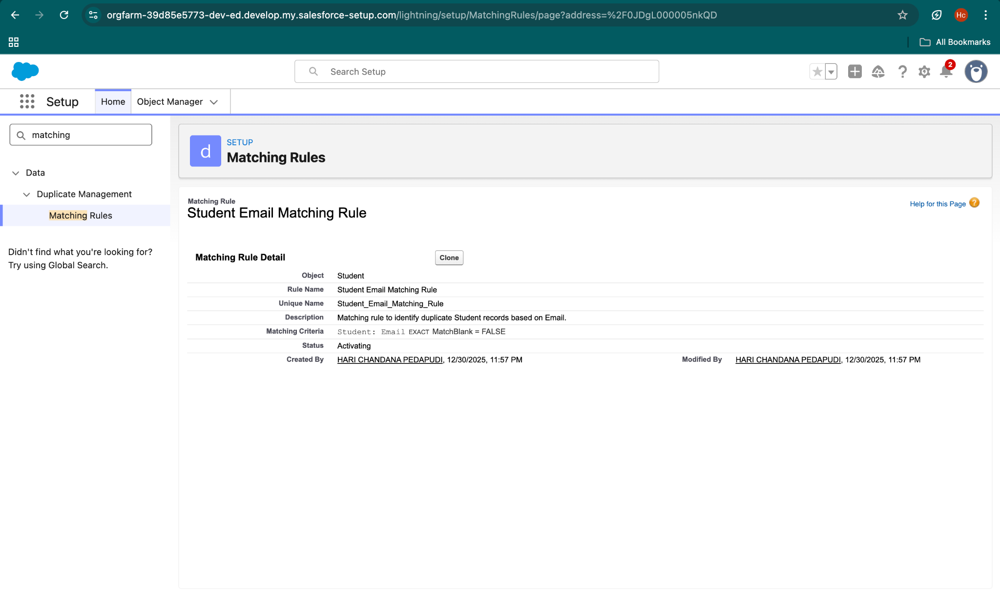 orgfarm-39d85e5773-dev-ed.develop.my.salesforce-setup.com/lightning/setup/MatchingRules/page?address=%2F0JDgL000005nkQD
Hc
All Bookmarks
Search Setup
2
Setup
Home
Object Manager
matching
Data
Duplicate Management
Matching Rules
Didn't find what you're looking for?
Try using Global Search.
d
SETUP
Matching Rules
Matching Rule
Student Email Matching Rule
Help for this Page ?
Matching Rule Detail
Clone
Object Student
Rule Name Student Email Matching Rule
Unique Name Student_Email_Matching_Rule
Description Matching rule to identify duplicate Student records based on Email.
Matching Criteria Student: Email EXACT MatchBlank = FALSE
Status Activating
Created By HARI CHANDANA PEDAPUDI, 12/30/2025, 11:57 PM Modified By HARI CHANDANA PEDAPUDI, 12/30/2025, 11:57 PM